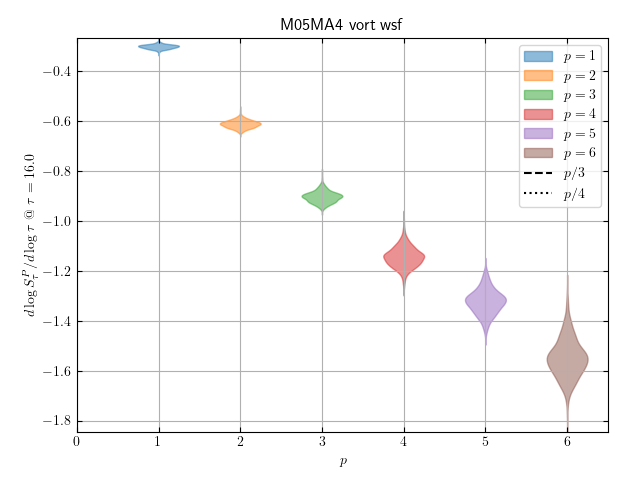 M05MA4 vort wsf
d log S^P_τ / d log τ @ τ = 16.0
−0.4
−0.6
−0.8
−1.0
−1.2
−1.4
−1.6
−1.8
0 1 2 3 4 5 6
p
p = 1
p = 2
p = 3
p = 4
p = 5
p = 6
p/3
p/4